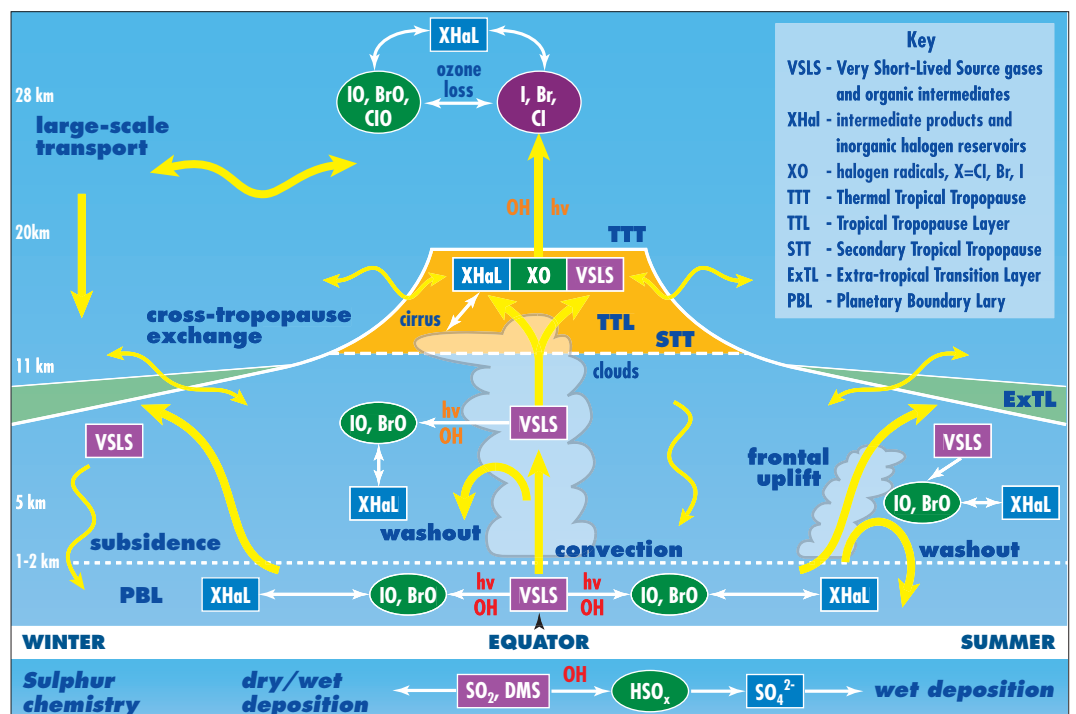 XHaL
ozone
loss
IO, BrO,
ClO
I, Br,
Cl
28 km
large-scale
transport
OH hv
20km
TTT
Key
VSLS - Very Short-Lived Source gases
and organic intermediates
XHal - intermediate products and
inorganic halogen reservoirs
XO - halogen radicals, X=Cl, Br, I
TTT - Thermal Tropical Tropopause
TTL - Tropical Tropopause Layer
STT - Secondary Tropical Tropopause
ExTL - Extra-tropical Transition Layer
PBL - Planetary Boundary Lary
XHaL XO VSLS
cross-tropopause
exchange
cirrus
TTL
STT
11 km
clouds
ExTL
hv
OH
IO, BrO
VSLS
VSLS
VSLS
frontal
uplift
5 km
XHaL
IO, BrO
XHaL
washout
subsidence
convection
washout
1-2 km
PBL
XHaL
IO, BrO
hv
OH
VSLS
hv
OH
IO, BrO
XHaL
WINTER
EQUATOR
SUMMER
Sulphur
chemistry
dry/wet
deposition
SO₂, DMS
OH
HSOₓ
SO₄²⁻
wet deposition